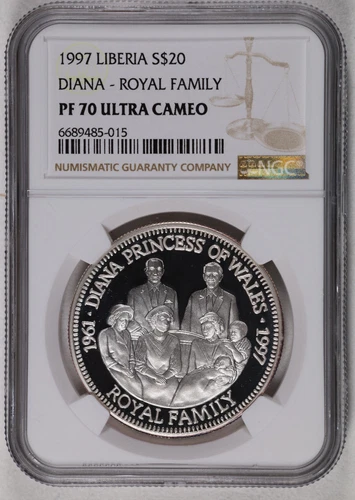 1997 LIBERIA S$20
DIANA - ROYAL FAMILY
PF 70 ULTRA CAMEO
6689485-015
NUMISMATIC GUARANTY COMPANY
NGC
1961 · DIANA PRINCESS OF WALES · 1997
ROYAL FAMILY